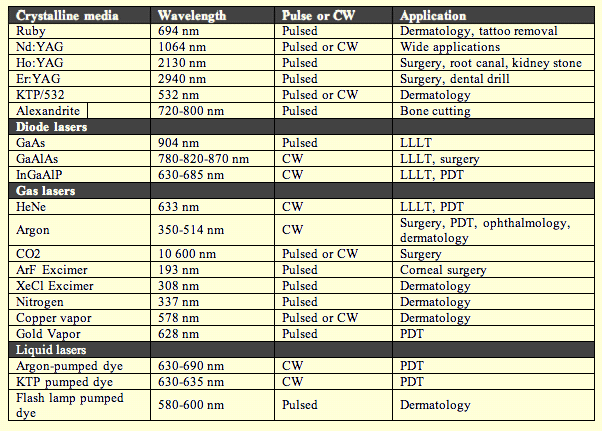 Crystalline media Wavelength Pulse or CW Application
Ruby 694 nm Pulsed Dermatology, tattoo removal
Nd:YAG 1064 nm Pulsed or CW Wide applications
Ho:YAG 2130 nm Pulsed Surgery, root canal, kidney stone
Er:YAG 2940 nm Pulsed Surgery, dental drill
KTP/532 532 nm Pulsed or CW Dermatology
Alexandrite 720-800 nm Pulsed Bone cutting
Diode lasers
GaAs 904 nm Pulsed LLLT
GaAlAs 780-820-870 nm CW LLLT, surgery
InGaAlP 630-685 nm CW LLLT, PDT
Gas lasers
HeNe 633 nm CW LLLT, PDT
Argon 350-514 nm CW Surgery, PDT, ophthalmology,
dermatology
CO2 10 600 nm Pulsed or CW Surgery
ArF Excimer 193 nm Pulsed Corneal surgery
XeCl Excimer 308 nm Pulsed Dermatology
Nitrogen 337 nm Pulsed Dermatology
Copper vapor 578 nm Pulsed or CW Dermatology
Gold Vapor 628 nm Pulsed PDT
Liquid lasers
Argon-pumped dye 630-690 nm CW PDT
KTP pumped dye 630-635 nm CW PDT
Flash lamp pumped
dye 580-600 nm Pulsed Dermatology